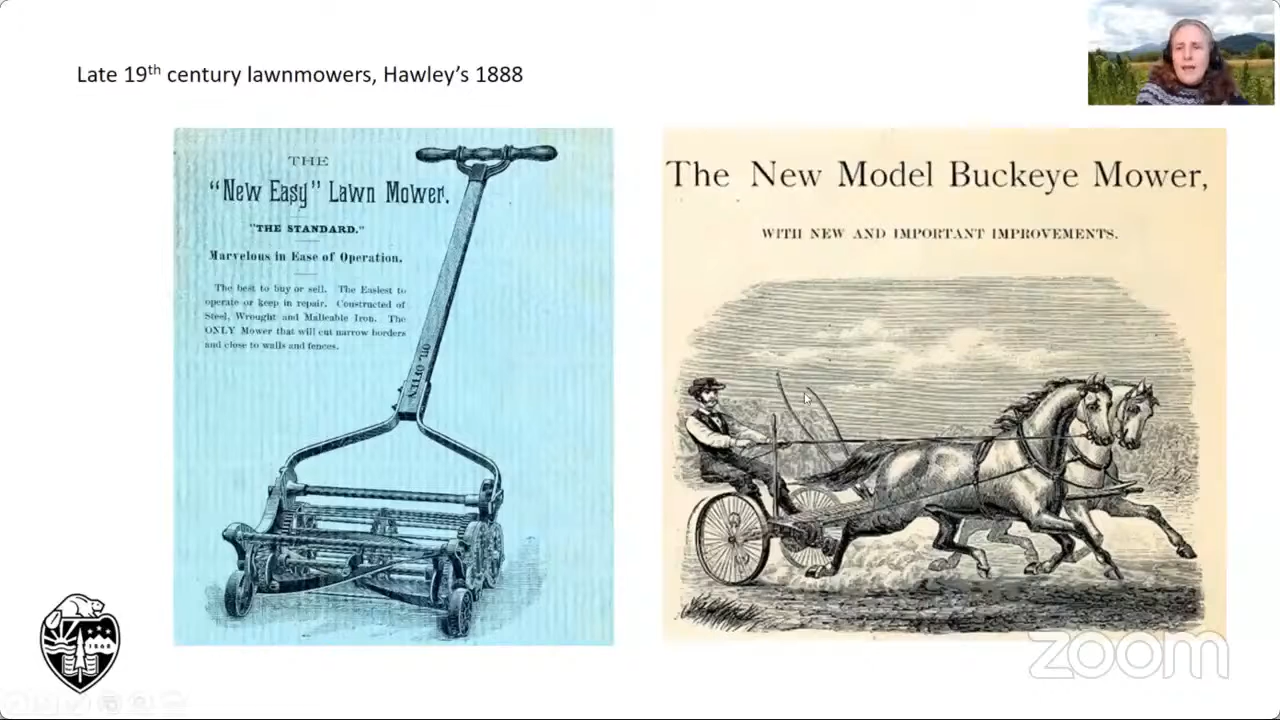 Late 19th century lawnmowers, Hawley's 1888
THE
"New Easy" Lawn Mower.
"THE STANDARD."
Marvelous in Ease of Operation.
The best to buy or sell. The Easiest to
operate or keep in repair. Constructed of
Steel, Wrought and Malleable Iron. The
ONLY Mower that will cut narrow borders
and close to walls and fences.
The New Model Buckeye Mower,
WITH NEW AND IMPORTANT IMPROVEMENTS.
1868
zoom